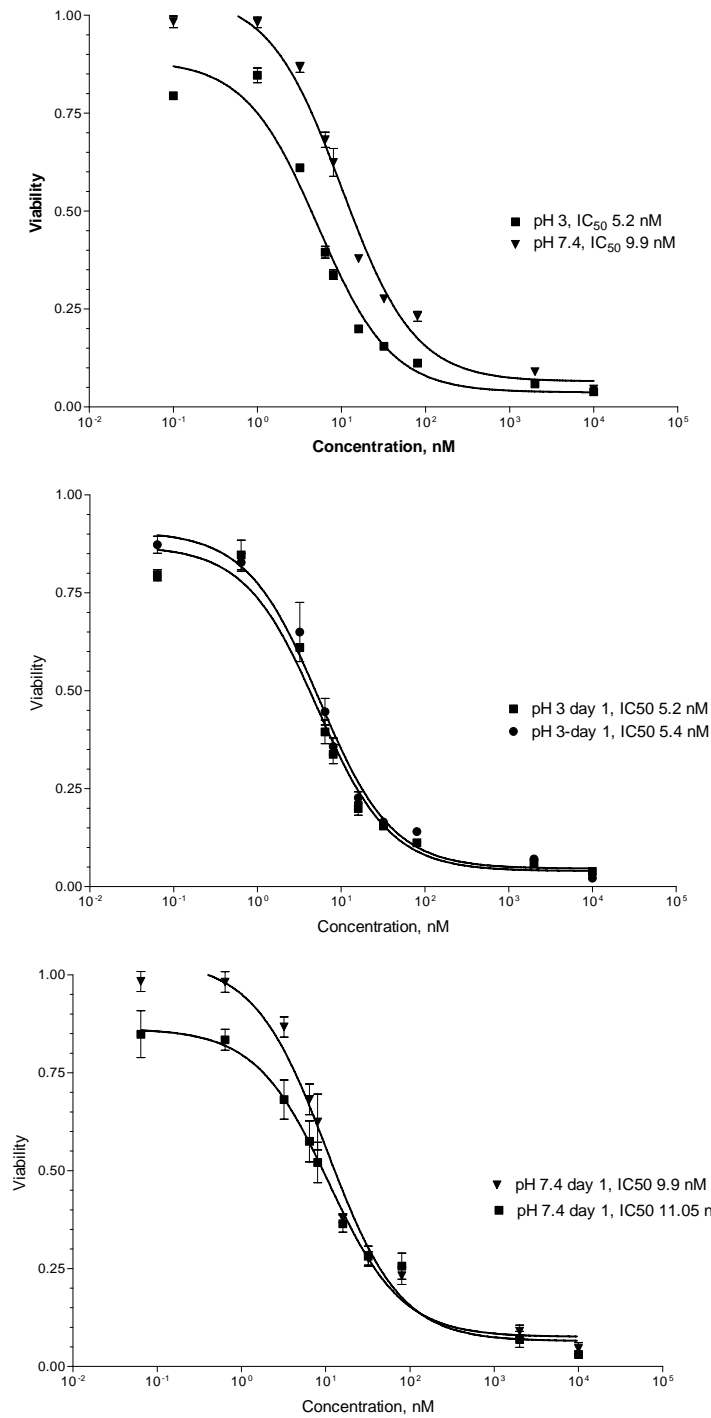 1.00
0.75
0.50
0.25
0.00
Viability
10-2 10-1 100 101 102 103 104 105
Concentration, nM
pH 3, IC50 5.2 nM
pH 7.4, IC50 9.9 nM
1.00
0.75
0.50
0.25
0.00
Viability
10-2 10-1 100 101 102 103 104 105
Concentration, nM
pH 3 day 1, IC50 5.2 nM
pH 3-day 1, IC50 5.4 nM
1.00
0.75
0.50
0.25
0.00
Viability
10-2 10-1 100 101 102 103 104 105
Concentration, nM
pH 7.4 day 1, IC50 9.9 nM
pH 7.4 day 1, IC50 11.05 n